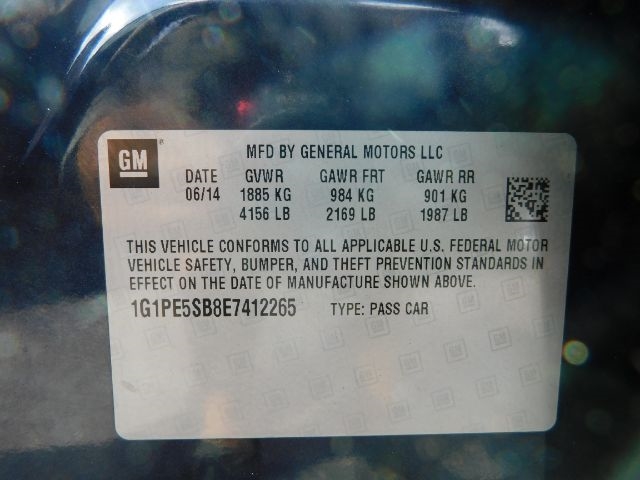 GM
MFD BY GENERAL MOTORS LLC
DATE GVWR GAWR FRT GAWR RR
06/14 1885 KG 984 KG 901 KG
4156 LB 2169 LB 1987 LB
THIS VEHICLE CONFORMS TO ALL APPLICABLE U.S. FEDERAL MOTOR
VEHICLE SAFETY, BUMPER, AND THEFT PREVENTION STANDARDS IN
EFFECT ON THE DATE OF MANUFACTURE SHOWN ABOVE.
1G1PE5SB8E7412265 TYPE: PASS CAR